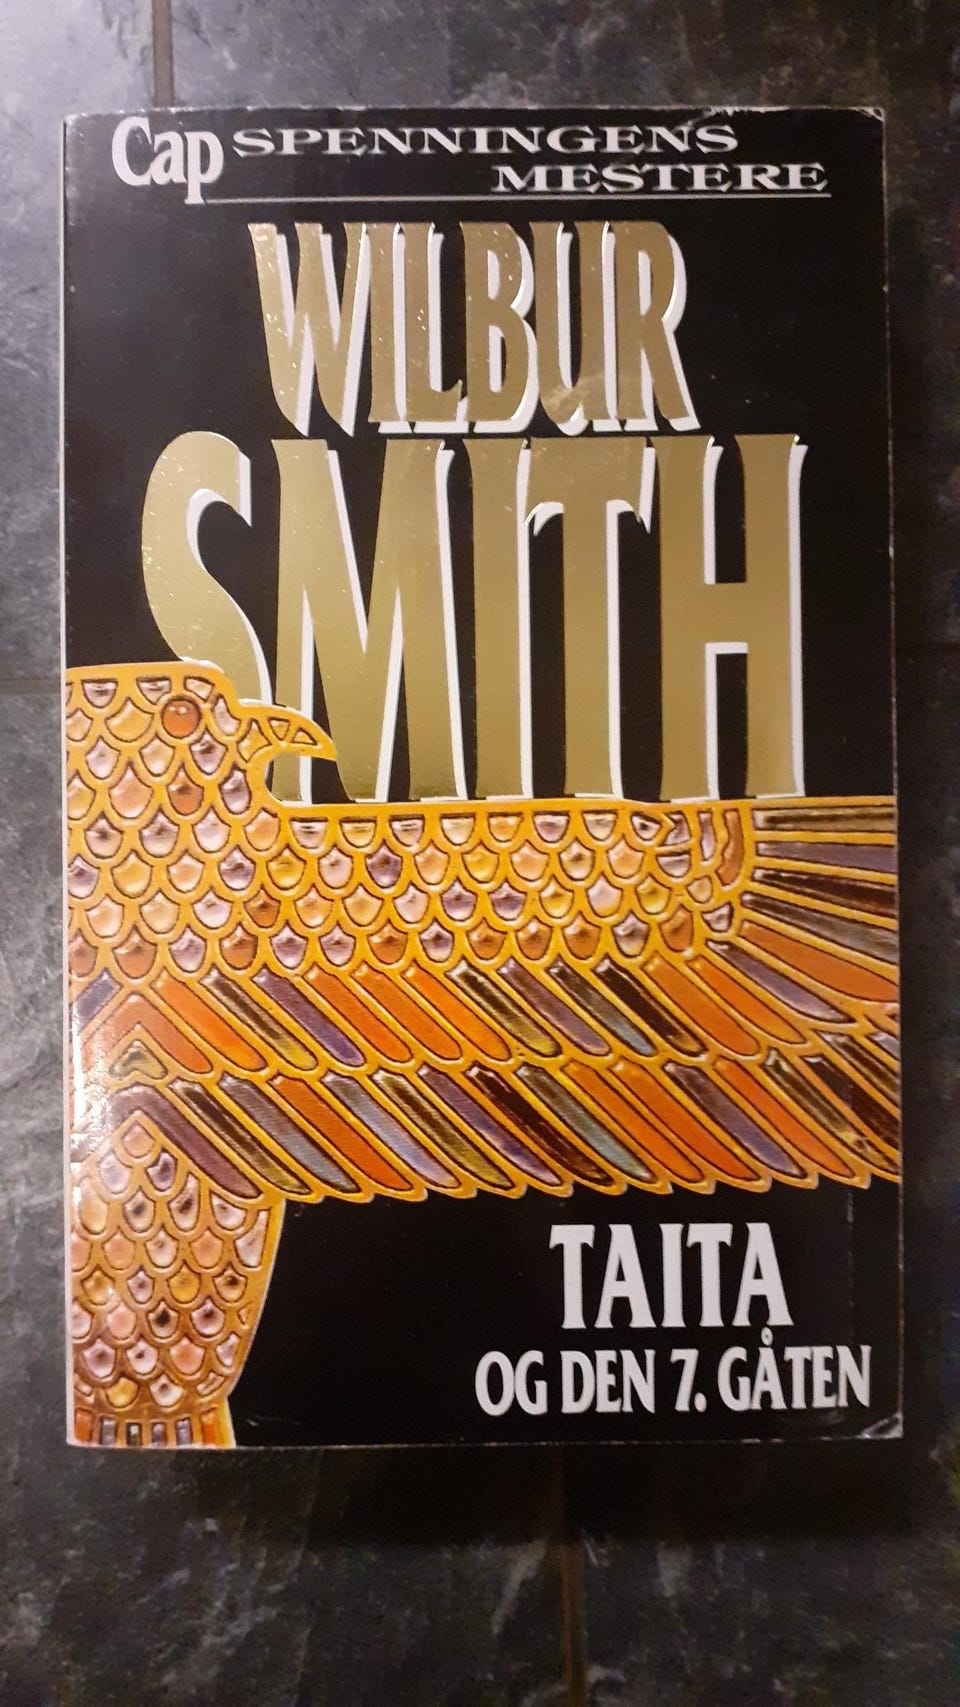 Cap SPENNINGENS
MESTERE
WILBUR
SMITH
TAITA
OG DEN 7. GÅTEN